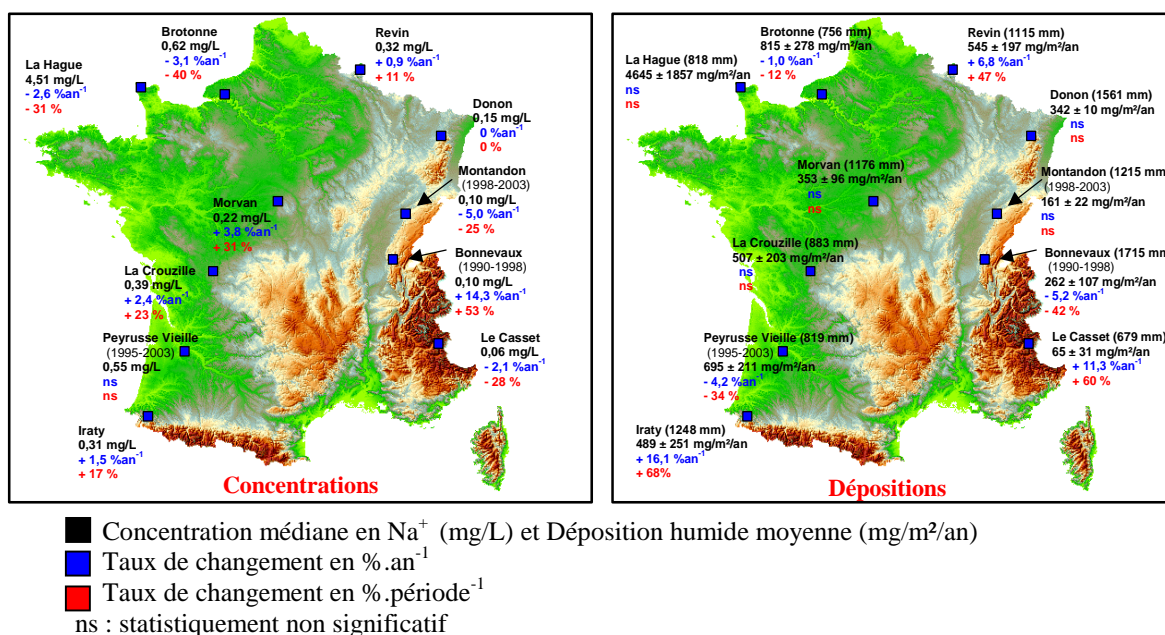 Brotonne
0,62 mg/L
- 3,1 %an-1
- 40 %
Revin
0,32 mg/L
+ 0,9 %an-1
+ 11 %
La Hague
4,51 mg/L
- 2,6 %an-1
- 31 %
Donon
0,15 mg/L
0 %an-1
0 %
Montandon
(1998-2003)
0,10 mg/L
- 5,0 %an-1
- 25 %
Morvan
0,22 mg/L
+ 3,8 %an-1
+ 31 %
Bonnevaux
(1990-1998)
0,10 mg/L
+ 14,3 %an-1
+ 53 %
La Crouzille
0,39 mg/L
+ 2,4 %an-1
+ 23 %
Le Casset
0,06 mg/L
- 2,1 %an-1
- 28 %
Peyrusse Vieille
(1995-2003)
0,55 mg/L
ns
ns
Iraty
0,31 mg/L
+ 1,5 %an-1
+ 17 %
Concentrations
Brotonne (756 mm)
815 ± 278 mg/m²/an
- 1,0 %an-1
- 12 %
Revin (1115 mm)
545 ± 197 mg/m²/an
+ 6,8 %an-1
+ 47 %
La Hague (818 mm)
4645 ± 1857 mg/m²/an
ns
ns
Donon (1561 mm)
342 ± 10 mg/m²/an
ns
ns
Morvan (1176 mm)
353 ± 96 mg/m²/an
ns
ns
Montandon (1215 mm)
(1998-2003)
161 ± 22 mg/m²/an
ns
ns
La Crouzille (883 mm)
507 ± 203 mg/m²/an
ns
ns
Bonnevaux (1715 mm)
(1990-1998)
262 ± 107 mg/m²/an
- 5,2 %an-1
- 42 %
Peyrusse Vieille (819 mm)
(1995-2003)
695 ± 211 mg/m²/an
- 4,2 %an-1
- 34 %
Le Casset (679 mm)
65 ± 31 mg/m²/an
+ 11,3 %an-1
+ 60 %
Iraty (1248 mm)
489 ± 251 mg/m²/an
+ 16,1 %an-1
+ 68%
Dépositions
Concentration médiane en Na+ (mg/L) et Déposition humide moyenne (mg/m²/an)
Taux de changement en %.an-1
Taux de changement en %.période-1
ns : statistiquement non significatif